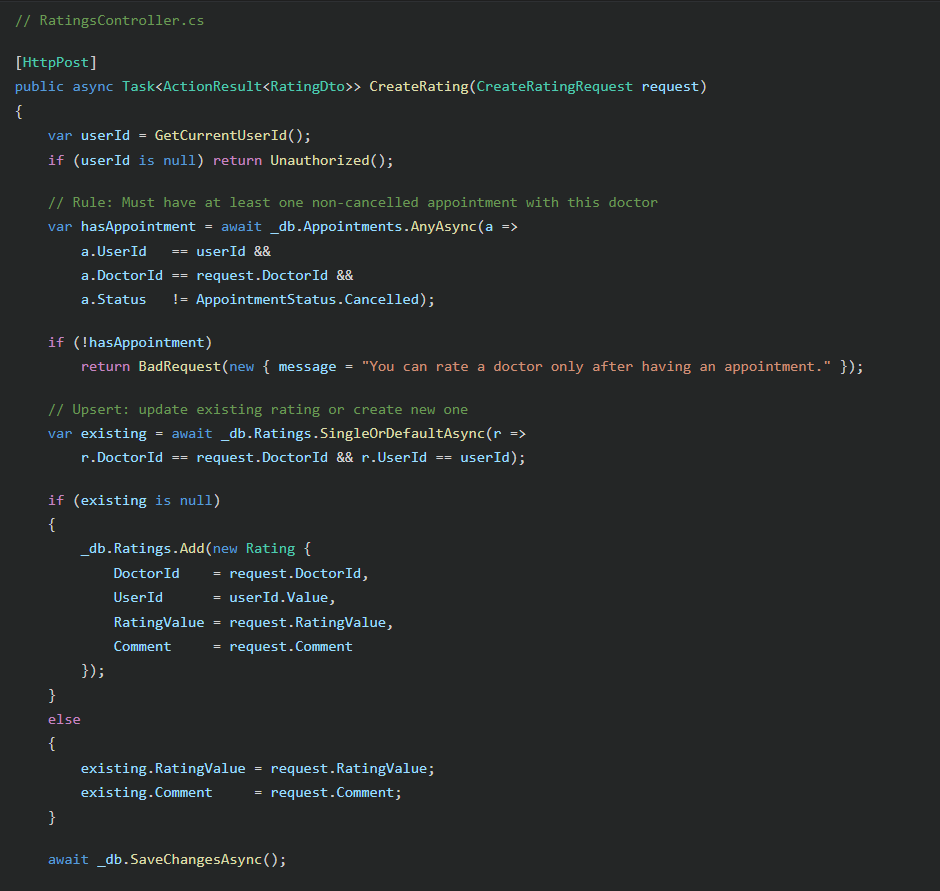 // RatingsController.cs
[HttpPost]
public async Task<ActionResult<RatingDto>> CreateRating(CreateRatingRequest request)
{
    var userId = GetCurrentUserId();
    if (userId is null) return Unauthorized();
    // Rule: Must have at least one non-cancelled appointment with this doctor
    var hasAppointment = await _db.Appointments.AnyAsync(a =>
        a.UserId   == userId &&
        a.DoctorId == request.DoctorId &&
        a.Status   != AppointmentStatus.Cancelled);
    if (!hasAppointment)
        return BadRequest(new { message = "You can rate a doctor only after having an appointment." });
    // Upsert: update existing rating or create new one
    var existing = await _db.Ratings.SingleOrDefaultAsync(r =>
        r.DoctorId == request.DoctorId && r.UserId == userId);
    if (existing is null)
    {
        _db.Ratings.Add(new Rating {
            DoctorId    = request.DoctorId,
            UserId      = userId.Value,
            RatingValue = request.RatingValue,
            Comment     = request.Comment
        });
    }
    else
    {
        existing.RatingValue = request.RatingValue;
        existing.Comment     = request.Comment;
    }
    await _db.SaveChangesAsync();